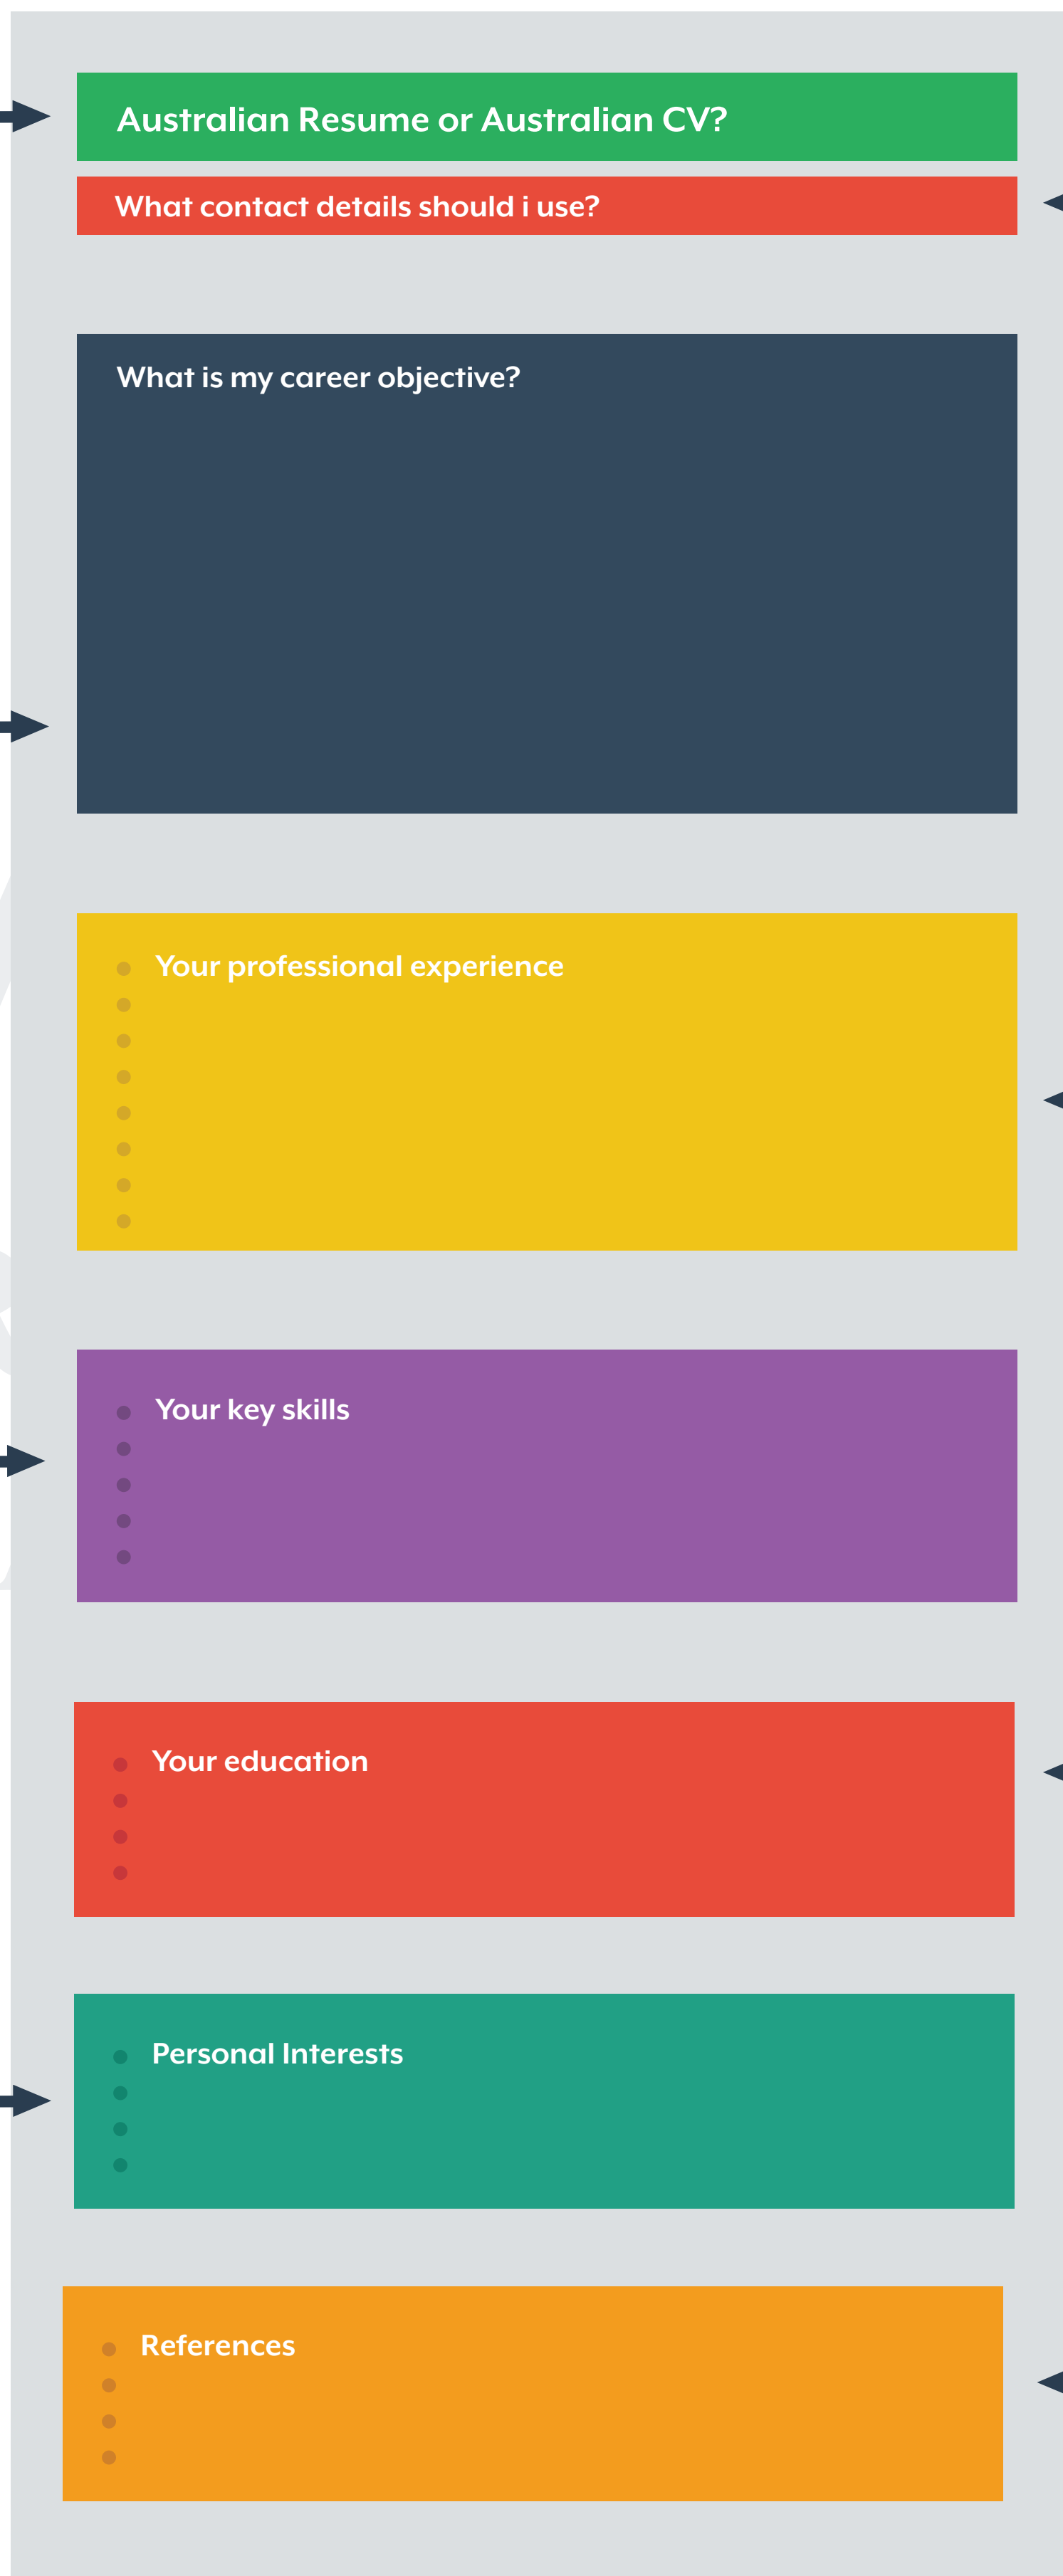 Australian Resume or Australian CV?
What contact details should i use?
What is my career objective?
Your professional experience
Your key skills
Your education
Personal Interests
References